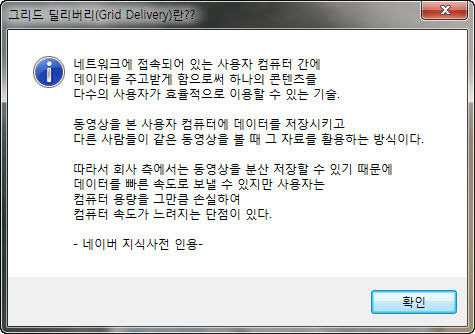 그리드 딜리버리(Grid Delivery)란??
네트워크에 접속되어 있는 사용자 컴퓨터 간에
데이터를 주고받게 함으로써 하나의 콘텐츠를
다수의 사용자가 효율적으로 이용할 수 있는 기술.
동영상을 본 사용자 컴퓨터에 데이터를 저장시키고
다른 사람들이 같은 동영상을 볼 때 그 자료를 활용하는 방식이다.
따라서 회사 측에서는 동영상을 분산 저장할 수 있기 때문에
데이터를 빠른 속도로 보낼 수 있지만 사용자는
컴퓨터 용량을 그만큼 손실하여
컴퓨터 속도가 느려지는 단점이 있다.
- 네이버 지식사전 인용-
확인